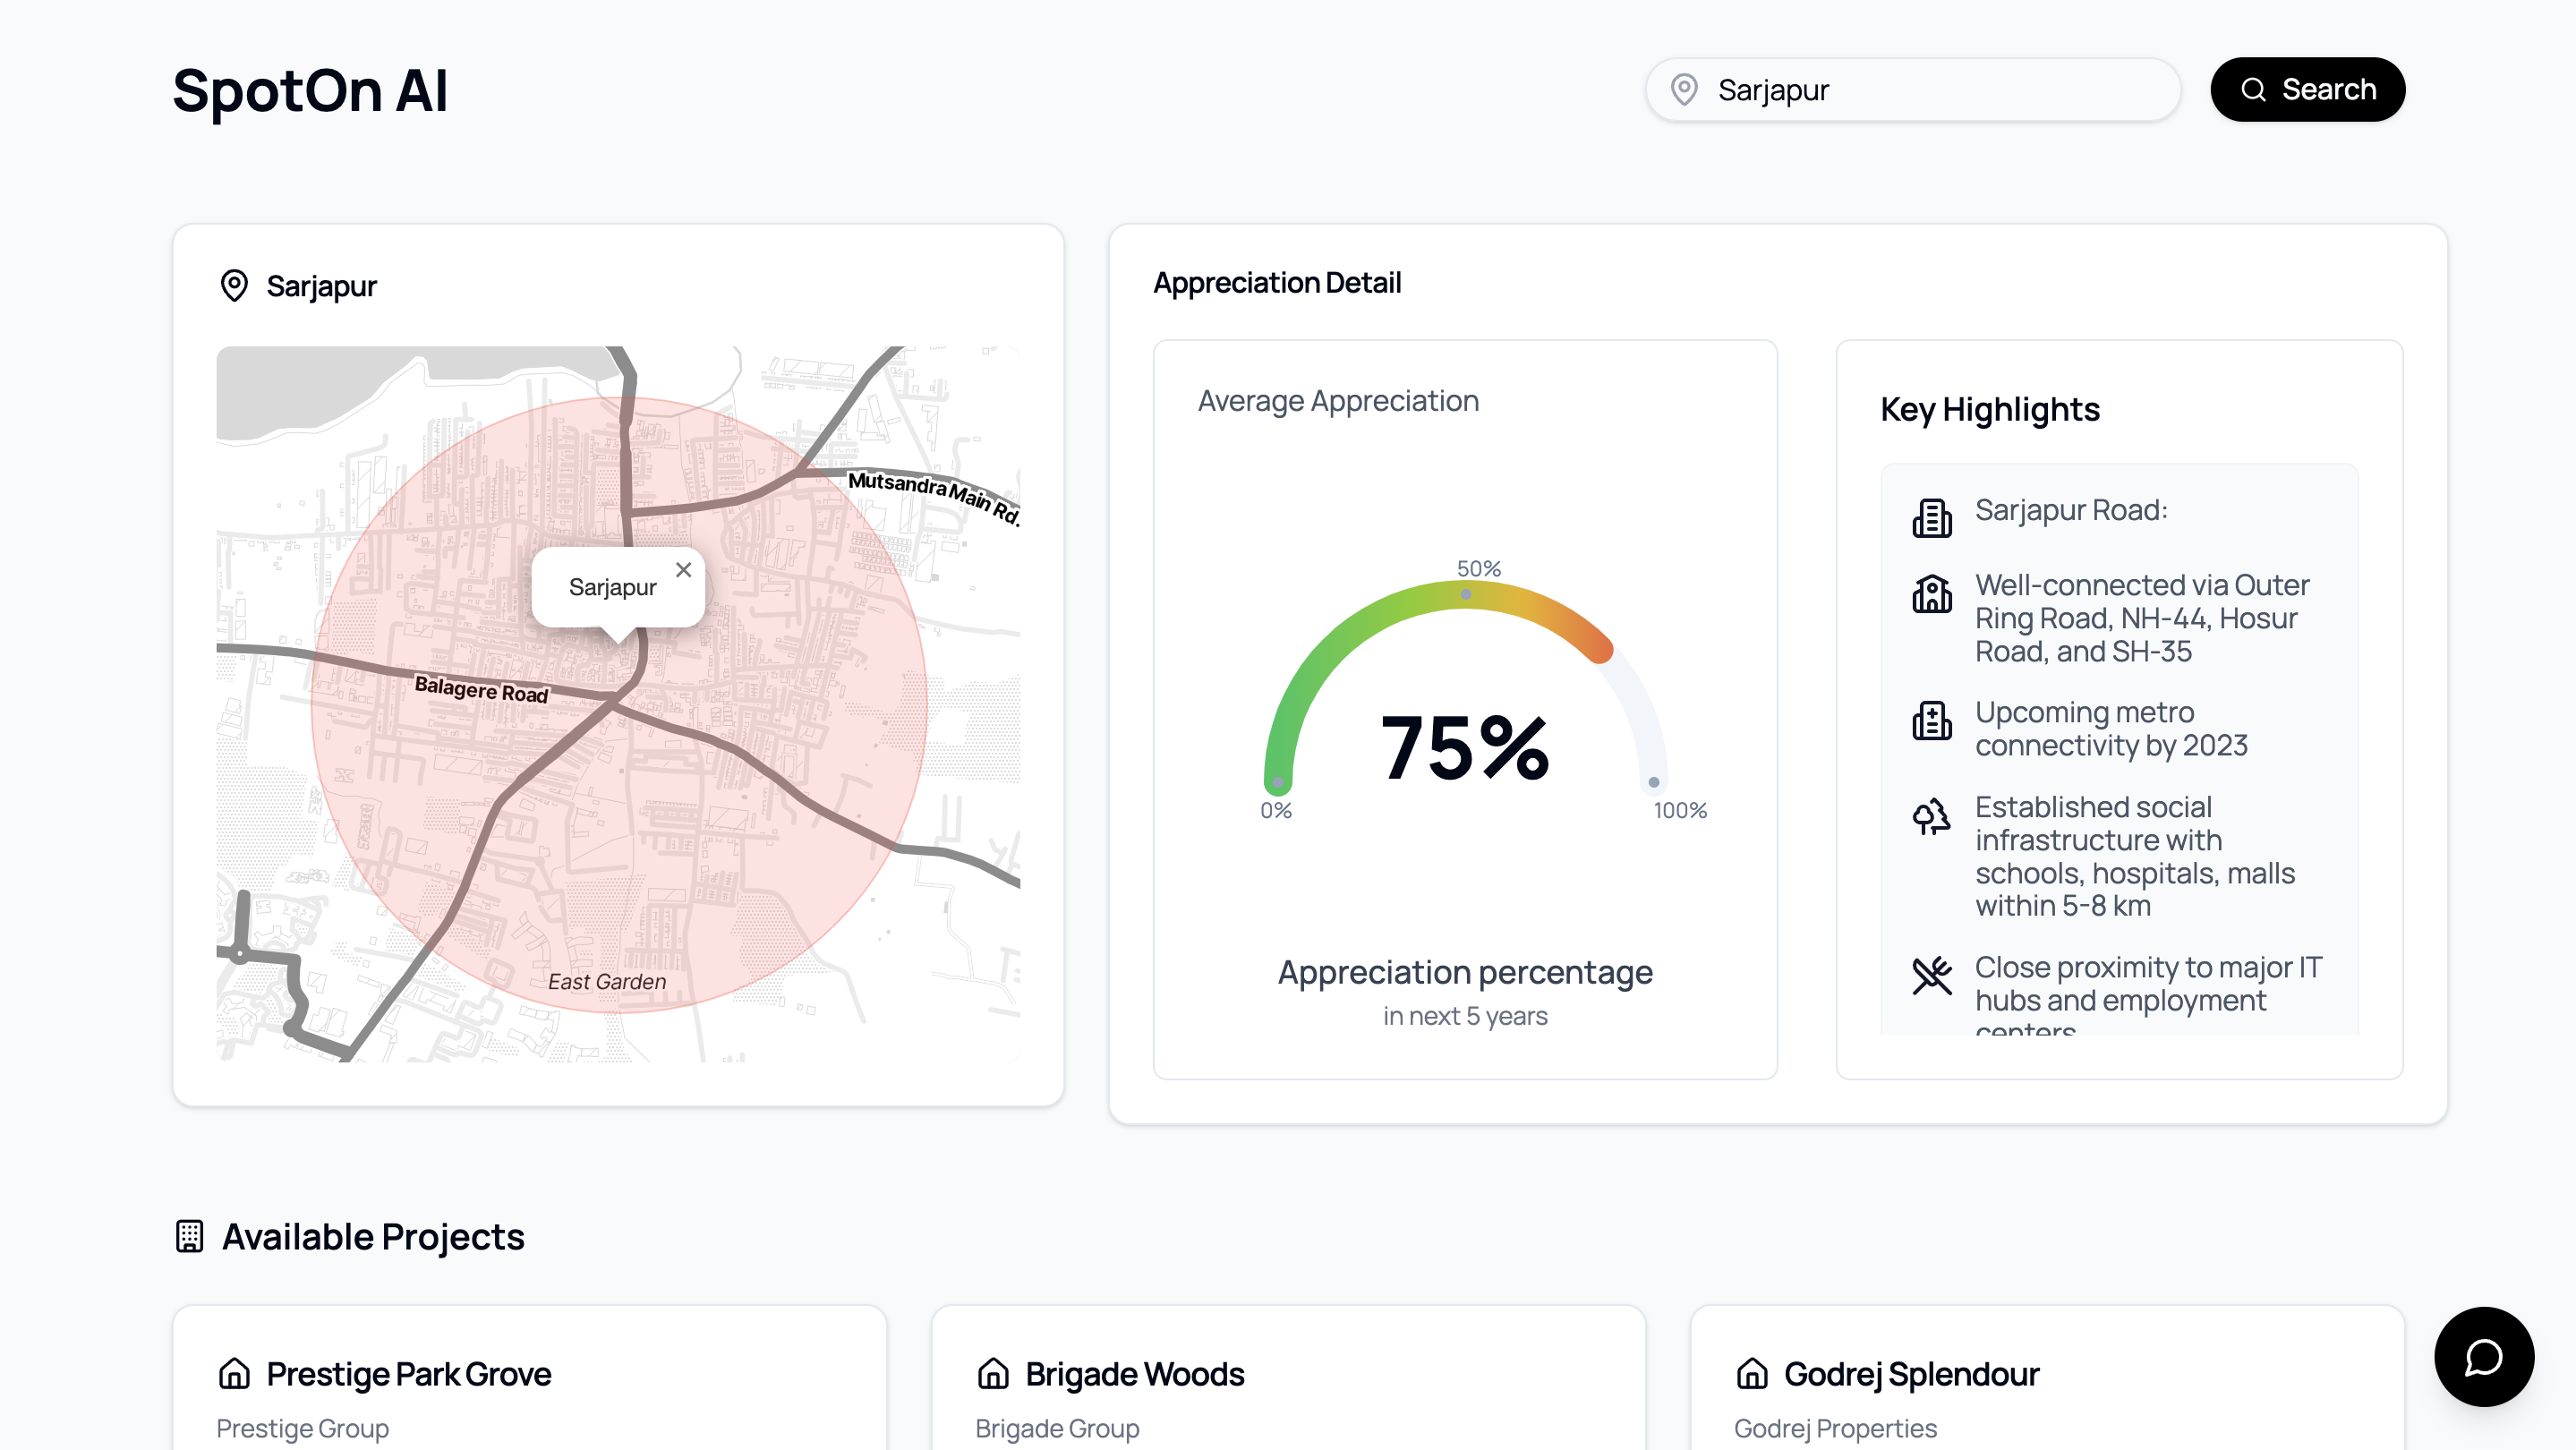 SpotOn AI
Sarjapur
Search
Sarjapur
Mutsandra Main Rd.
Sarjapur
Balagere Road
East Garden
Appreciation Detail
Average Appreciation
50%
75%
0%
100%
Appreciation percentage
in next 5 years
Key Highlights
Sarjapur Road:
Well-connected via Outer
Ring Road, NH-44, Hosur
Road, and SH-35
Upcoming metro
connectivity by 2023
Established social
infrastructure with
schools, hospitals, malls
within 5-8 km
Close proximity to major IT
hubs and employment
centers
Available Projects
Prestige Park Grove
Prestige Group
Brigade Woods
Brigade Group
Godrej Splendour
Godrej Properties